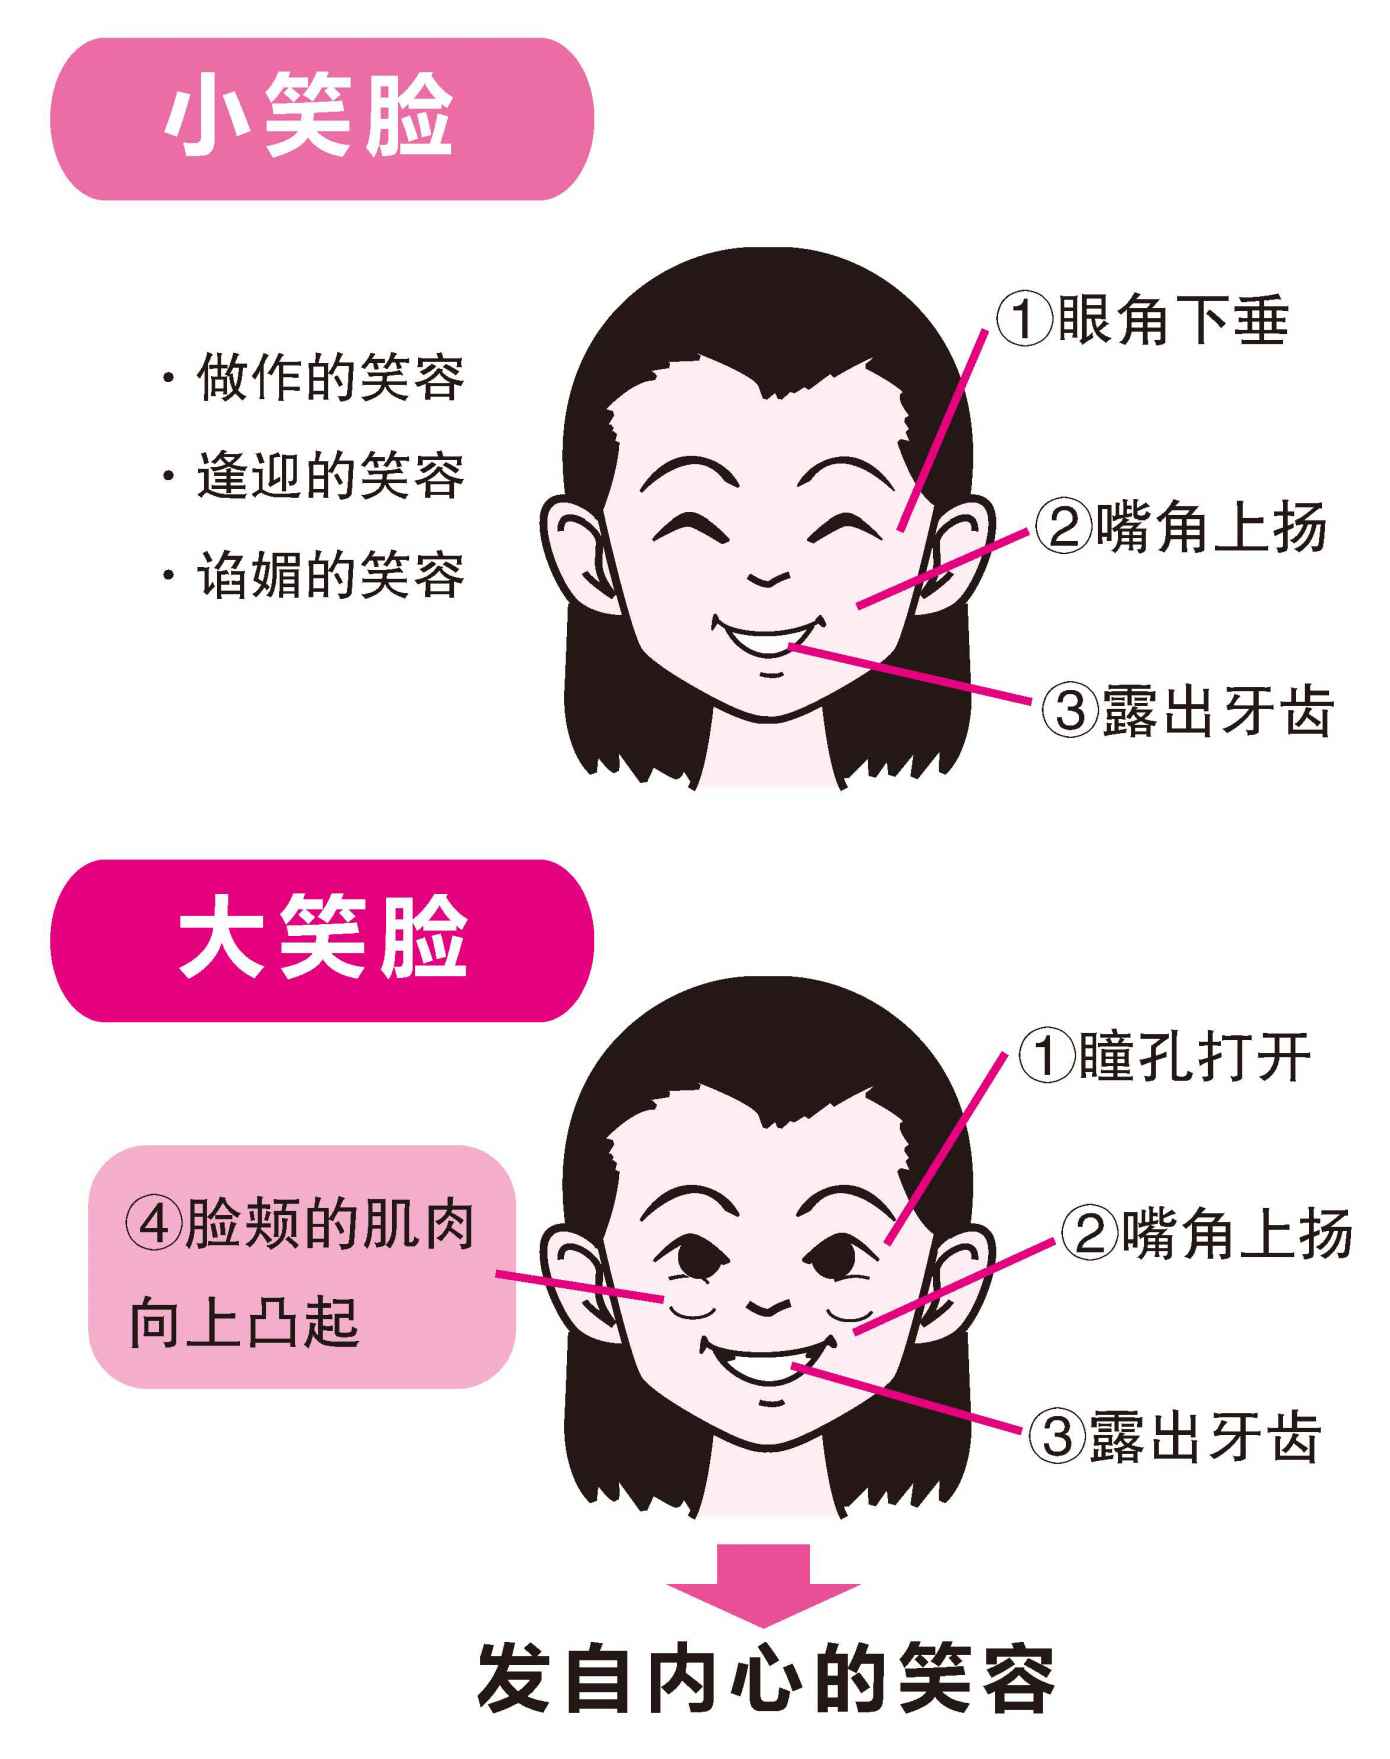 小笑脸
・做作的笑容
・逢迎的笑容
・谄媚的笑容
①眼角下垂
②嘴角上扬
③露出牙齿
大笑脸
①瞳孔打开
②嘴角上扬
③露出牙齿
④脸颊的肌肉
向上凸起
发自内心的笑容